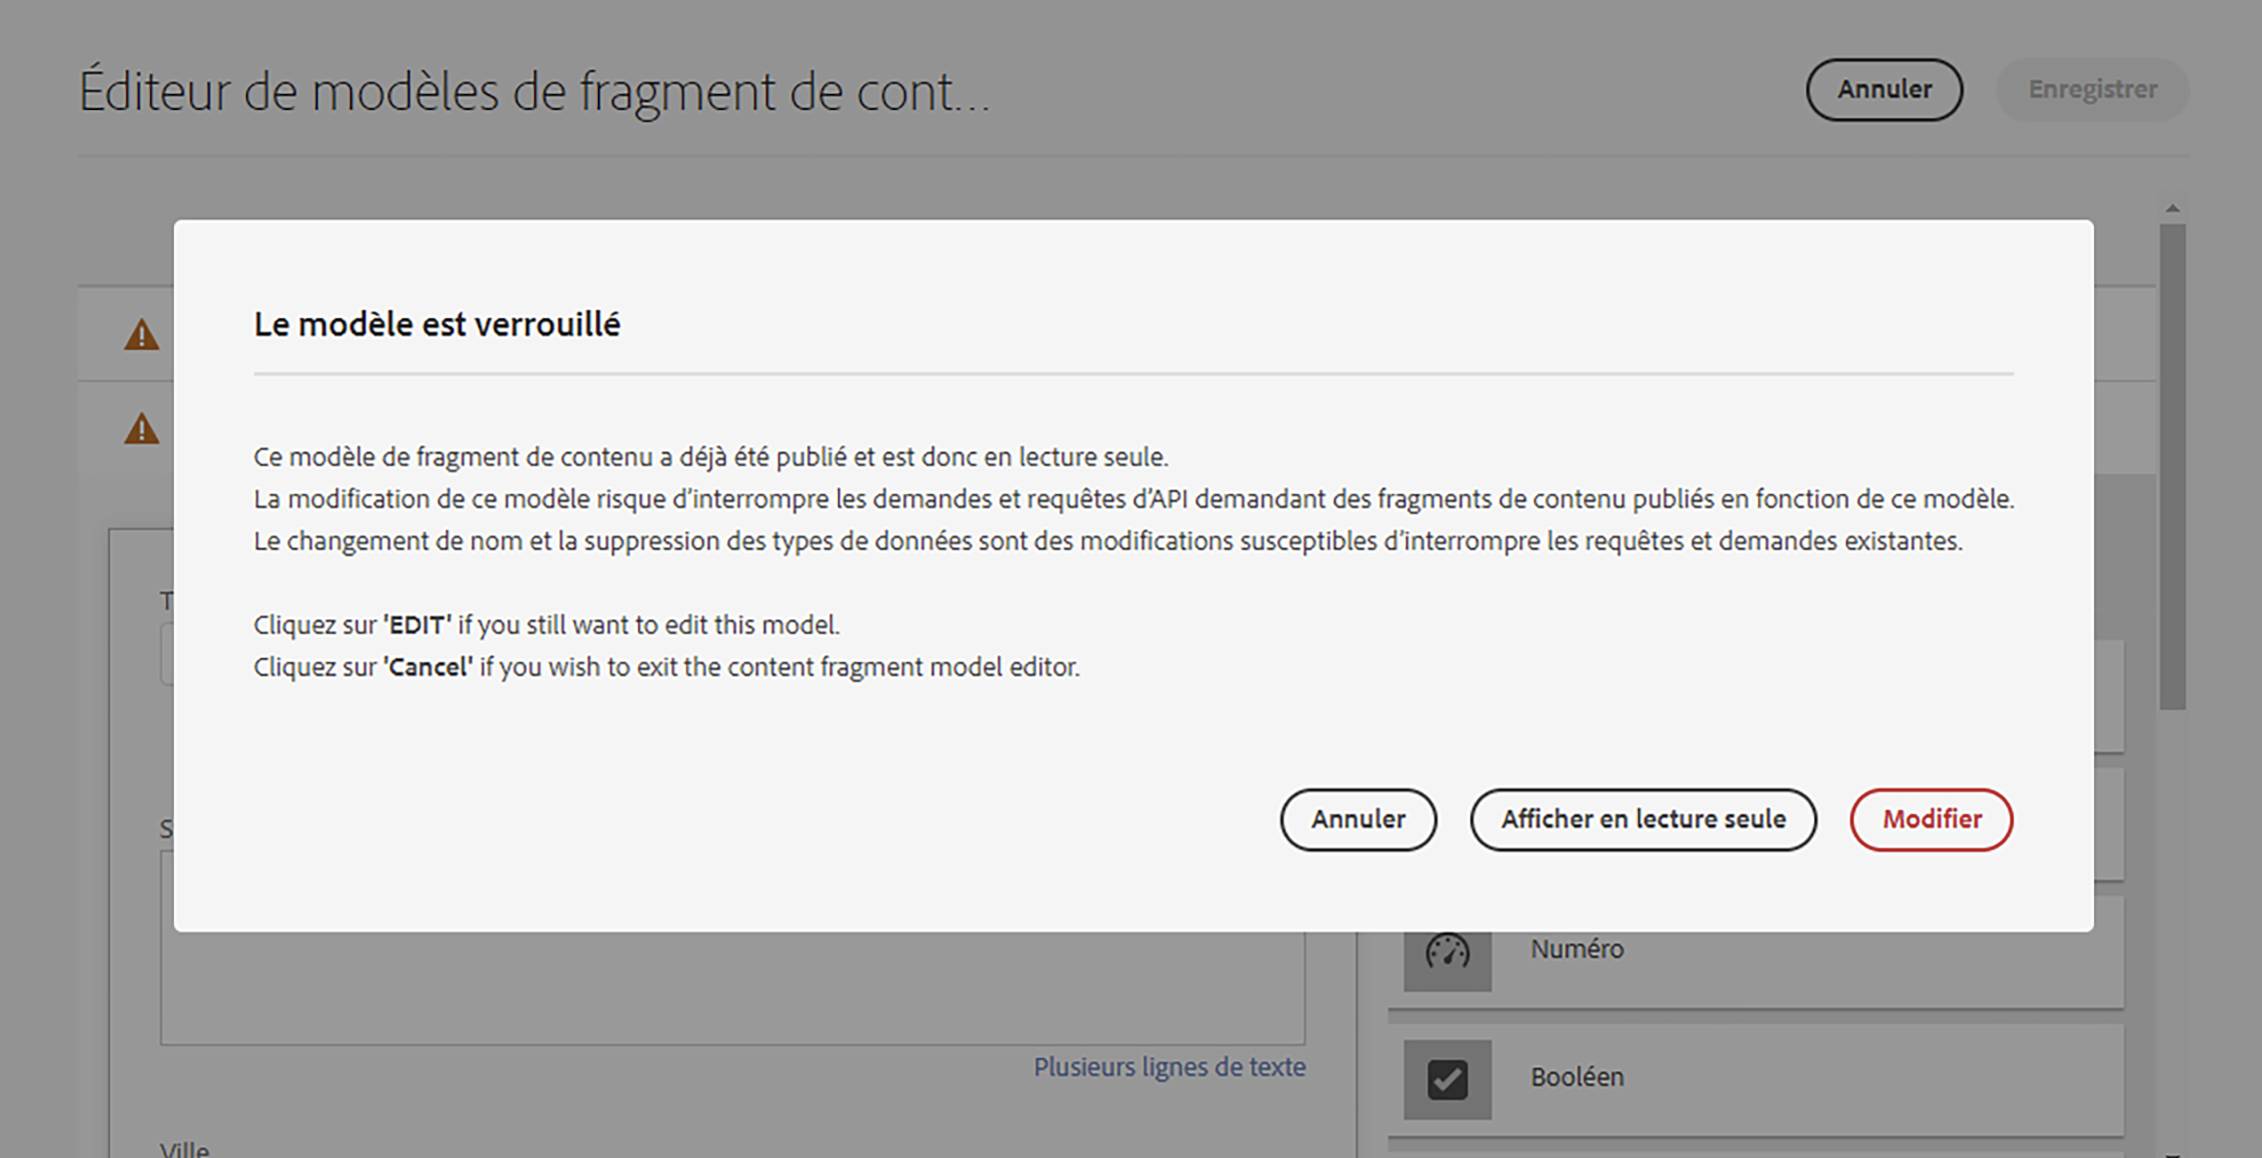 Éditeur de modèles de fragment de cont...
Annuler
Enregistrer
Le modèle est verrouillé
Ce modèle de fragment de contenu a déjà été publié et est donc en lecture seule.
La modification de ce modèle risque d’interrompre les demandes et requêtes d’API demandant des fragments de contenu publiés en fonction de ce modèle.
Le changement de nom et la suppression des types de données sont des modifications susceptibles d’interrompre les requêtes et demandes existantes.
Cliquez sur 'EDIT' if you still want to edit this model.
Cliquez sur 'Cancel' if you wish to exit the content fragment model editor.
Annuler
Afficher en lecture seule
Modifier
Numéro
Plusieurs lignes de texte
Booléen
Ville